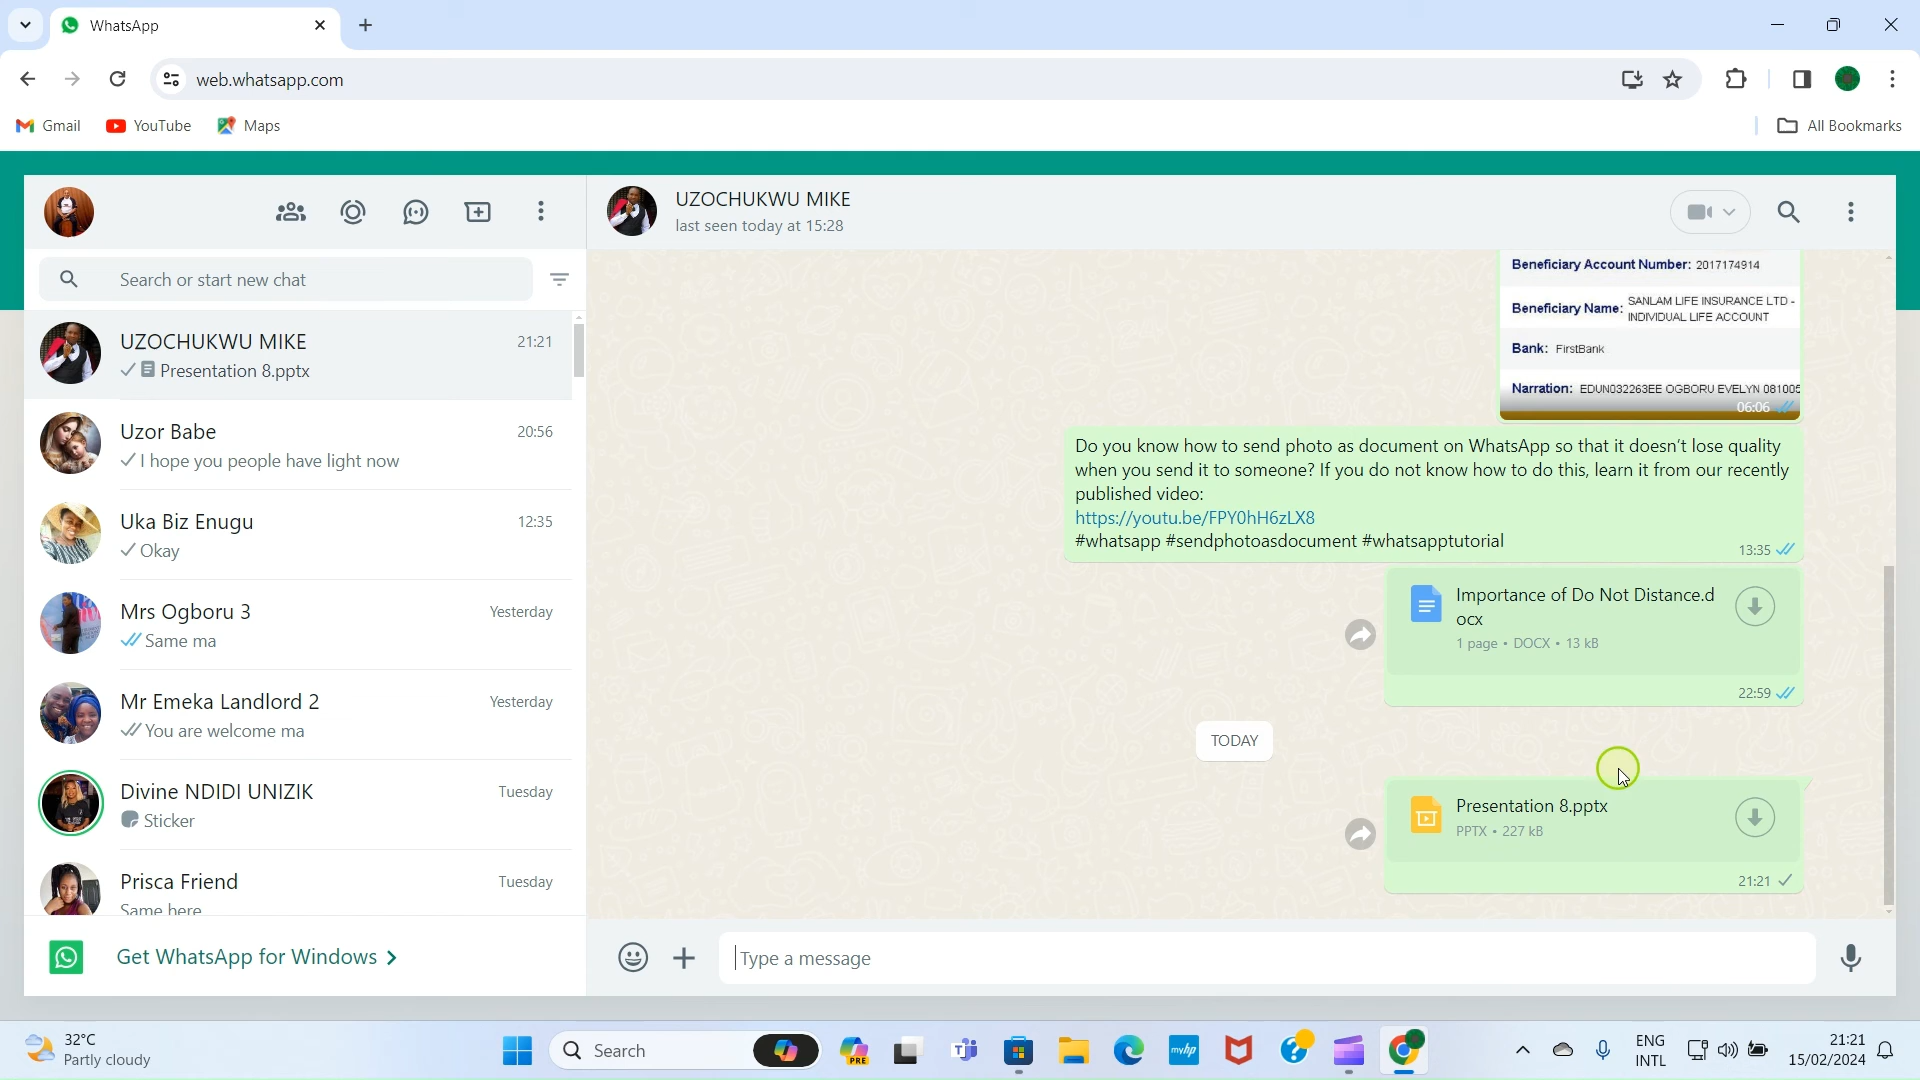 WhatsApp
web.whatsapp.com
Gmail
YouTube
Maps
All Bookmarks
UZOCHUKWU MIKE
last seen today at 15:28
Search or start new chat
UZOCHUKWU MIKE
21:21
Presentation 8.pptx
Uzor Babe
20:56
I hope you people have light now
Uka Biz Enugu
12:35
Okay
Mrs Ogboru 3
Yesterday
Same ma
Mr Emeka Landlord 2
Yesterday
You are welcome ma
Divine NDIDI UNIZIK
Tuesday
Sticker
Prisca Friend
Tuesday
Same here
Get WhatsApp for Windows
Beneficiary Account Number: 2017174914
Beneficiary Name: SANLAM LIFE INSURANCE LTD -
INDIVIDUAL LIFE ACCOUNT
Bank: FirstBank
Narration: EDUN032263EE OGBORU EVELYN 081005
06:06
Do you know how to send photo as document on WhatsApp so that it doesn't lose quality
when you send it to someone? If you do not know how to do this, learn it from our recently
published video:
https://youtu.be/FPY0hH6zLX8
#whatsapp #sendphotoasdocument #whatsapptutorial
13:35
Importance of Do Not Distance.d
ocx
1 page • DOCX • 13 kB
22:59
TODAY
Presentation 8.pptx
PPTX • 227 kB
21:21
Type a message
32°C
Partly cloudy
Search
PRE
myhp
ENG
INTL
21:21
15/02/2024